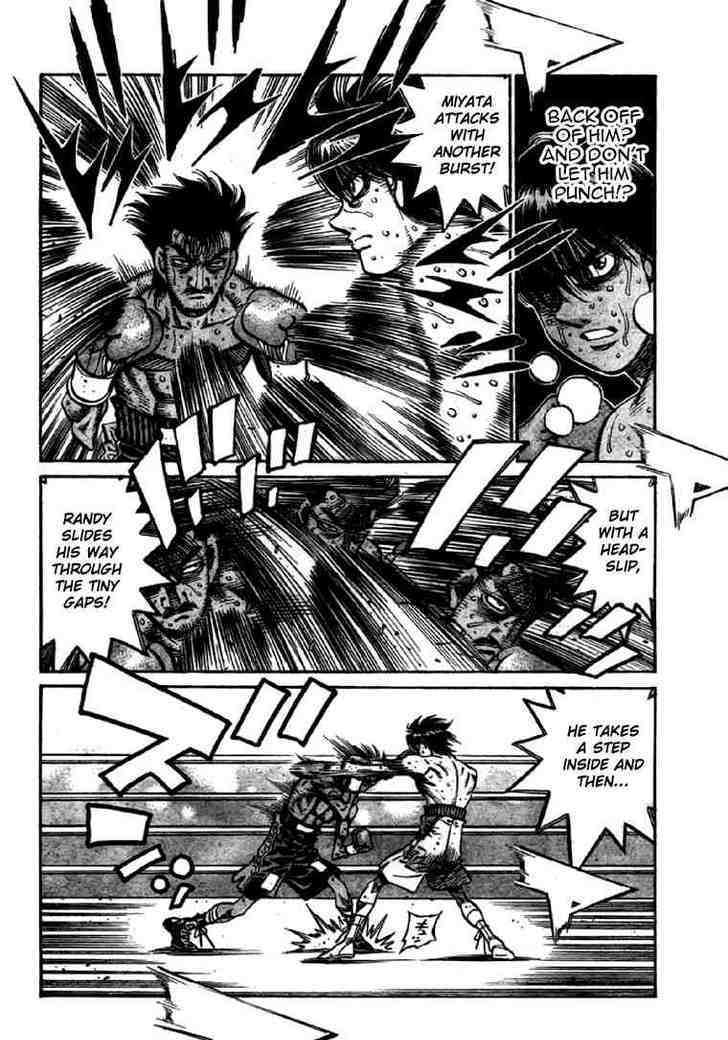 BACK OFF
OF HIM?
AND DON'T
LET HIM
PUNCH!?
MIYATA
ATTACKS
WITH
ANOTHER
BURST!
BUT
WITH A
HEAD-
SLIP,
RANDY
SLIDES
HIS WAY
THROUGH
THE TINY
GAPS!
HE TAKES
A STEP
INSIDE AND
THEN...